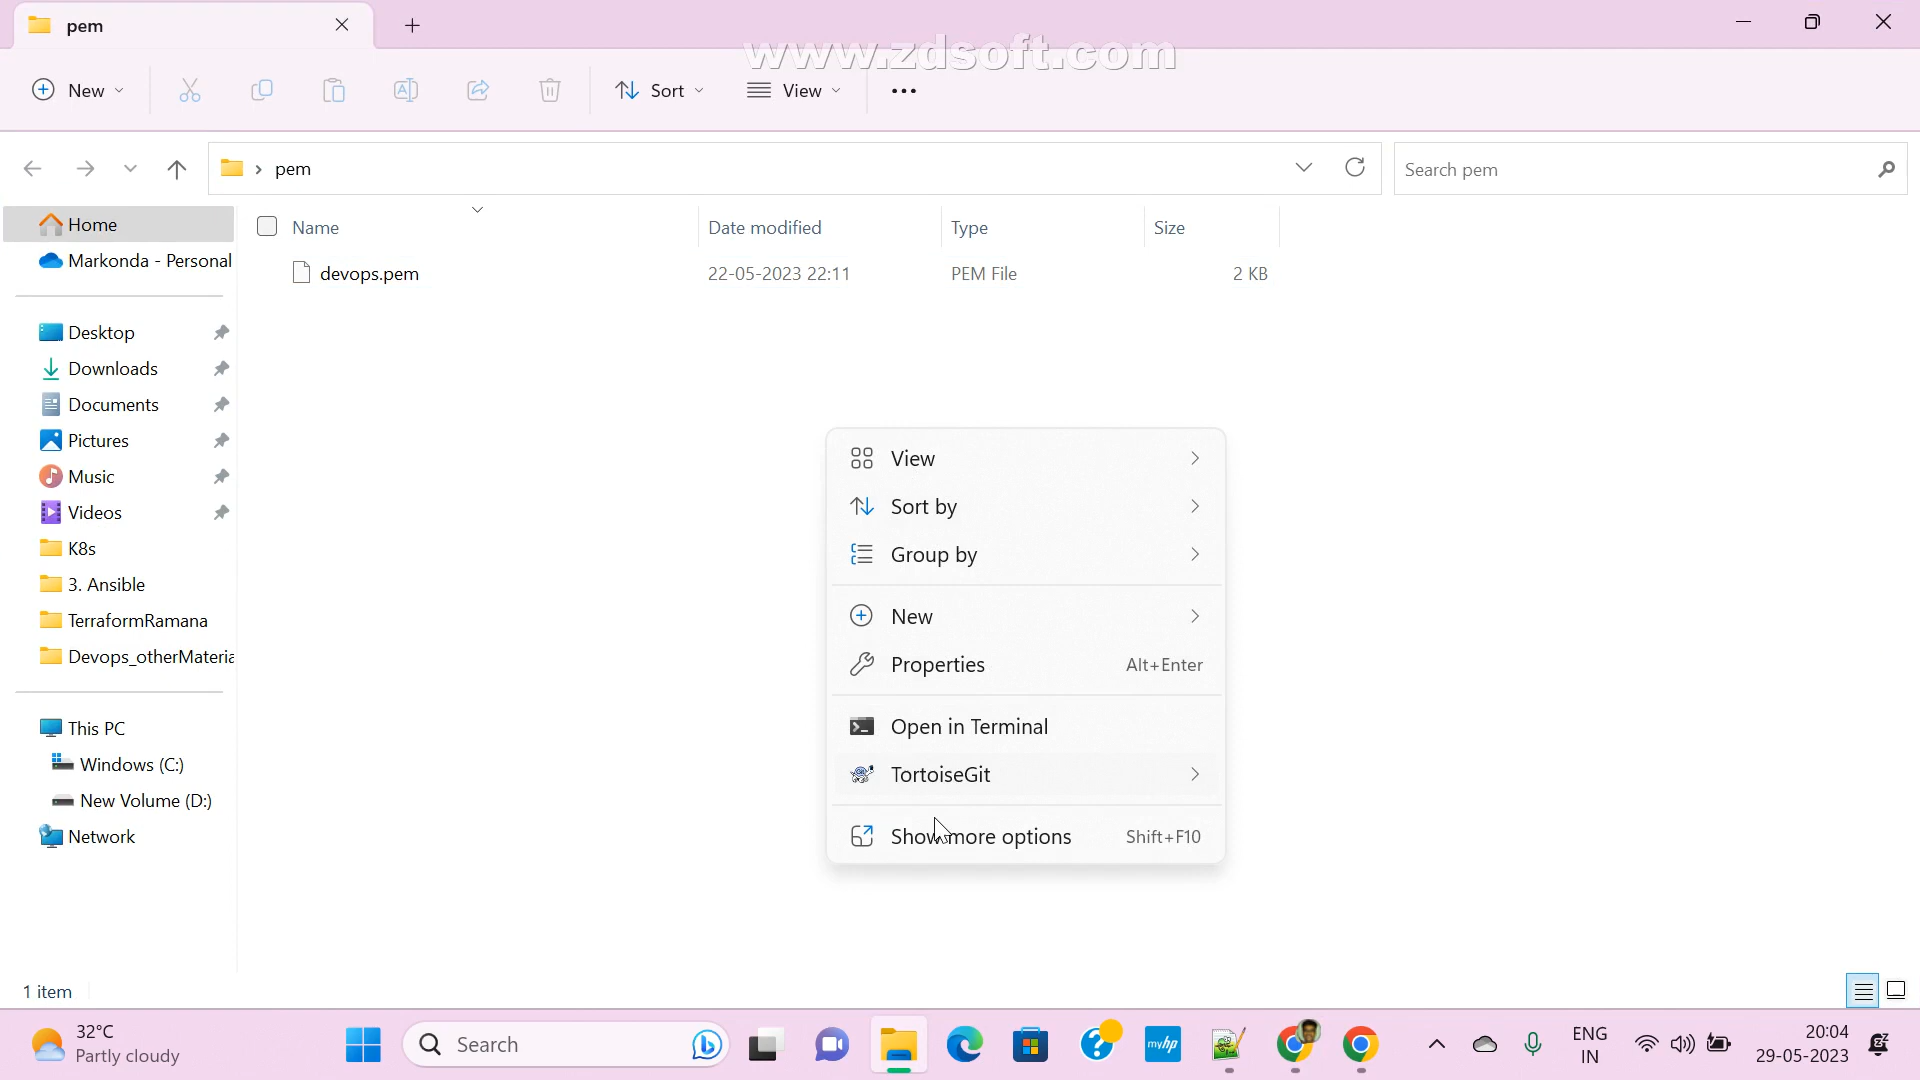 pem
www.zdsoft.com
New
Sort
View
pem
Search pem
Home
Markonda - Personal
Desktop
Downloads
Documents
Pictures
Music
Videos
K8s
3. Ansible
TerraformRamana
Devops_otherMateria
This PC
Windows (C:)
New Volume (D:)
Network
Name Date modified Type Size
devops.pem 22-05-2023 22:11 PEM File 2 KB
View
Sort by
Group by
New
Properties Alt+Enter
Open in Terminal
TortoiseGit
Show more options Shift+F10
1 item
32°C
Partly cloudy
Search
myhp
ENG
IN
20:04
29-05-2023